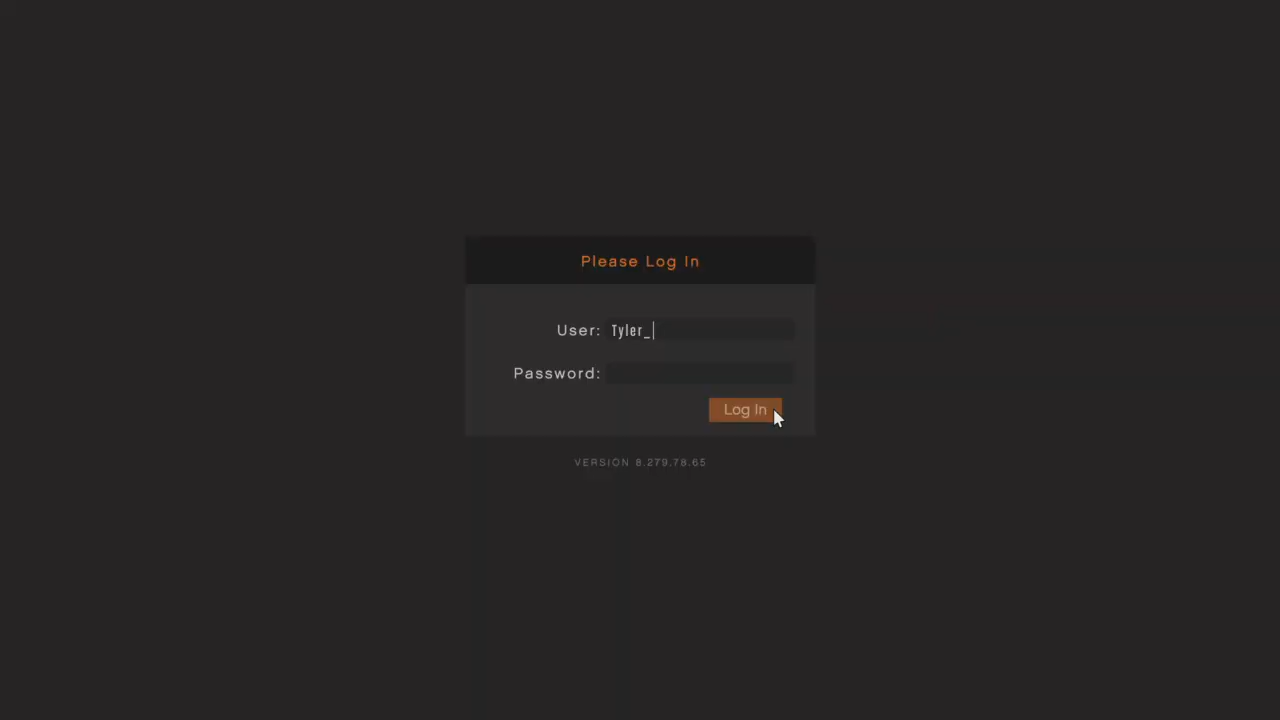 Please Log In
User: Tyler_
Password:
Log In
VERSION 8.279.78.65